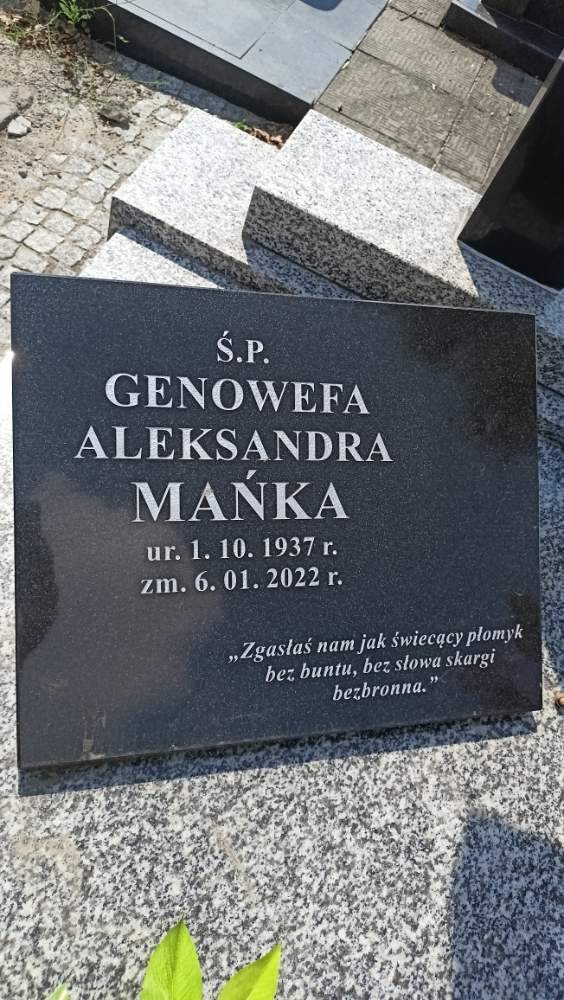 Ś.P.
GENOWEFA
ALEKSANDRA
MAŃKA
ur. 1. 10. 1937 r.
zm. 6. 01. 2022 r.
„Zgasłaś nam jak świecący płomyk
bez buntu, bez słowa skargi
bezbronna.”